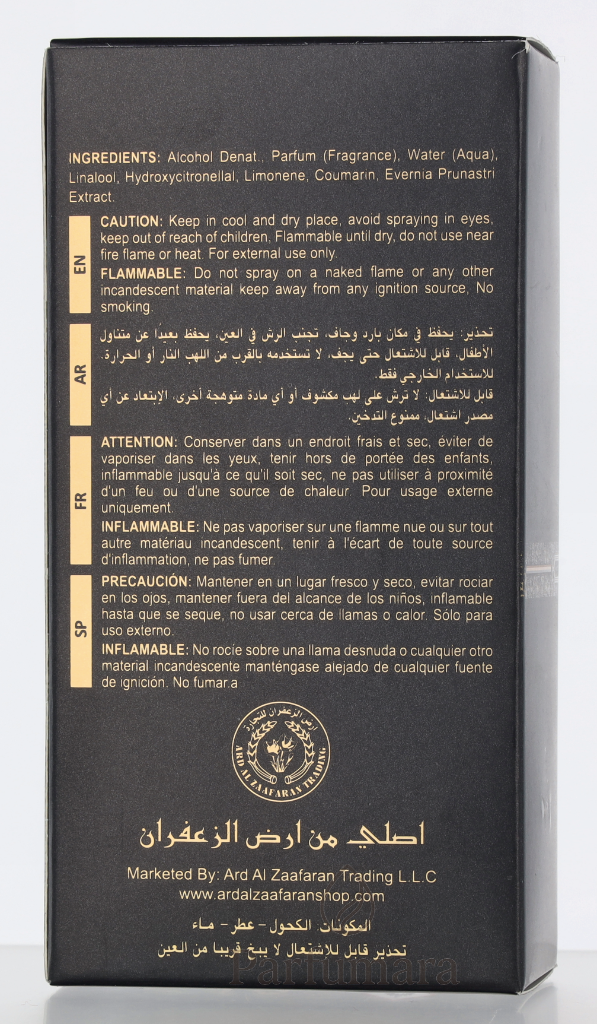 INGREDIENTS: Alcohol Denat., Parfum (Fragrance), Water (Aqua),
Linalool, Hydroxycitronellal, Limonene, Coumarin, Evernia Prunastri
Extract.
EN
CAUTION: Keep in cool and dry place, avoid spraying in eyes,
keep out of reach of children, Flammable until dry, do not use near
fire flame or heat. For external use only.
FLAMMABLE: Do not spray on a naked flame or any other
incandescent material keep away from any ignition source, No
smoking.
AR
تحذير: يحفظ في مكان بارد وجاف، تجنب الرش في العين، يحفظ بعيدًا عن متناول
الأطفال. قابل للاشتعال حتى يجف، لا تستخدمه بالقرب من اللهب النار أو الحرارة.
للاستخدام الخارجي فقط.
قابل للاشتعال: لا ترش على لهب مكشوف أو أي مادة متوهجة أخرى، الإبتعاد عن أي
مصدر اشتعال، ممنوع التدخين.
FR
ATTENTION: Conserver dans un endroit frais et sec, éviter de
vaporiser dans les yeux, tenir hors de portée des enfants,
inflammable jusqu'à ce qu'il soit sec, ne pas utiliser à proximité
d'un feu ou d'une source de chaleur. Pour usage externe
uniquement.
INFLAMMABLE: Ne pas vaporiser sur une flamme nue ou sur tout
autre matériau incandescent, tenir à l'écart de toute source
d'inflammation, ne pas fumer.
SP
PRECAUCIÓN: Mantener en un lugar fresco y seco, evitar rociar
en los ojos, mantener fuera del alcance de los niños, inflamable
hasta que se seque, no usar cerca de llamas o calor. Sólo para
uso externo.
INFLAMABLE: No rocíe sobre una llama desnuda o cualquier otro
material incandescente manténgase alejado de cualquier fuente
de ignición. No fumar.a
ارض الزعفران للتجارة
ARD AL ZAAFARAN TRADING
اصلي من ارض الزعفران
Marketed By: Ard Al Zaafaran Trading L.L.C
www.ardalzaafaranshop.com
المكونات: الكحول - عطر - ماء
تحذير قابل للاشتعال لا يبخ قريبا من العين
Parfumara